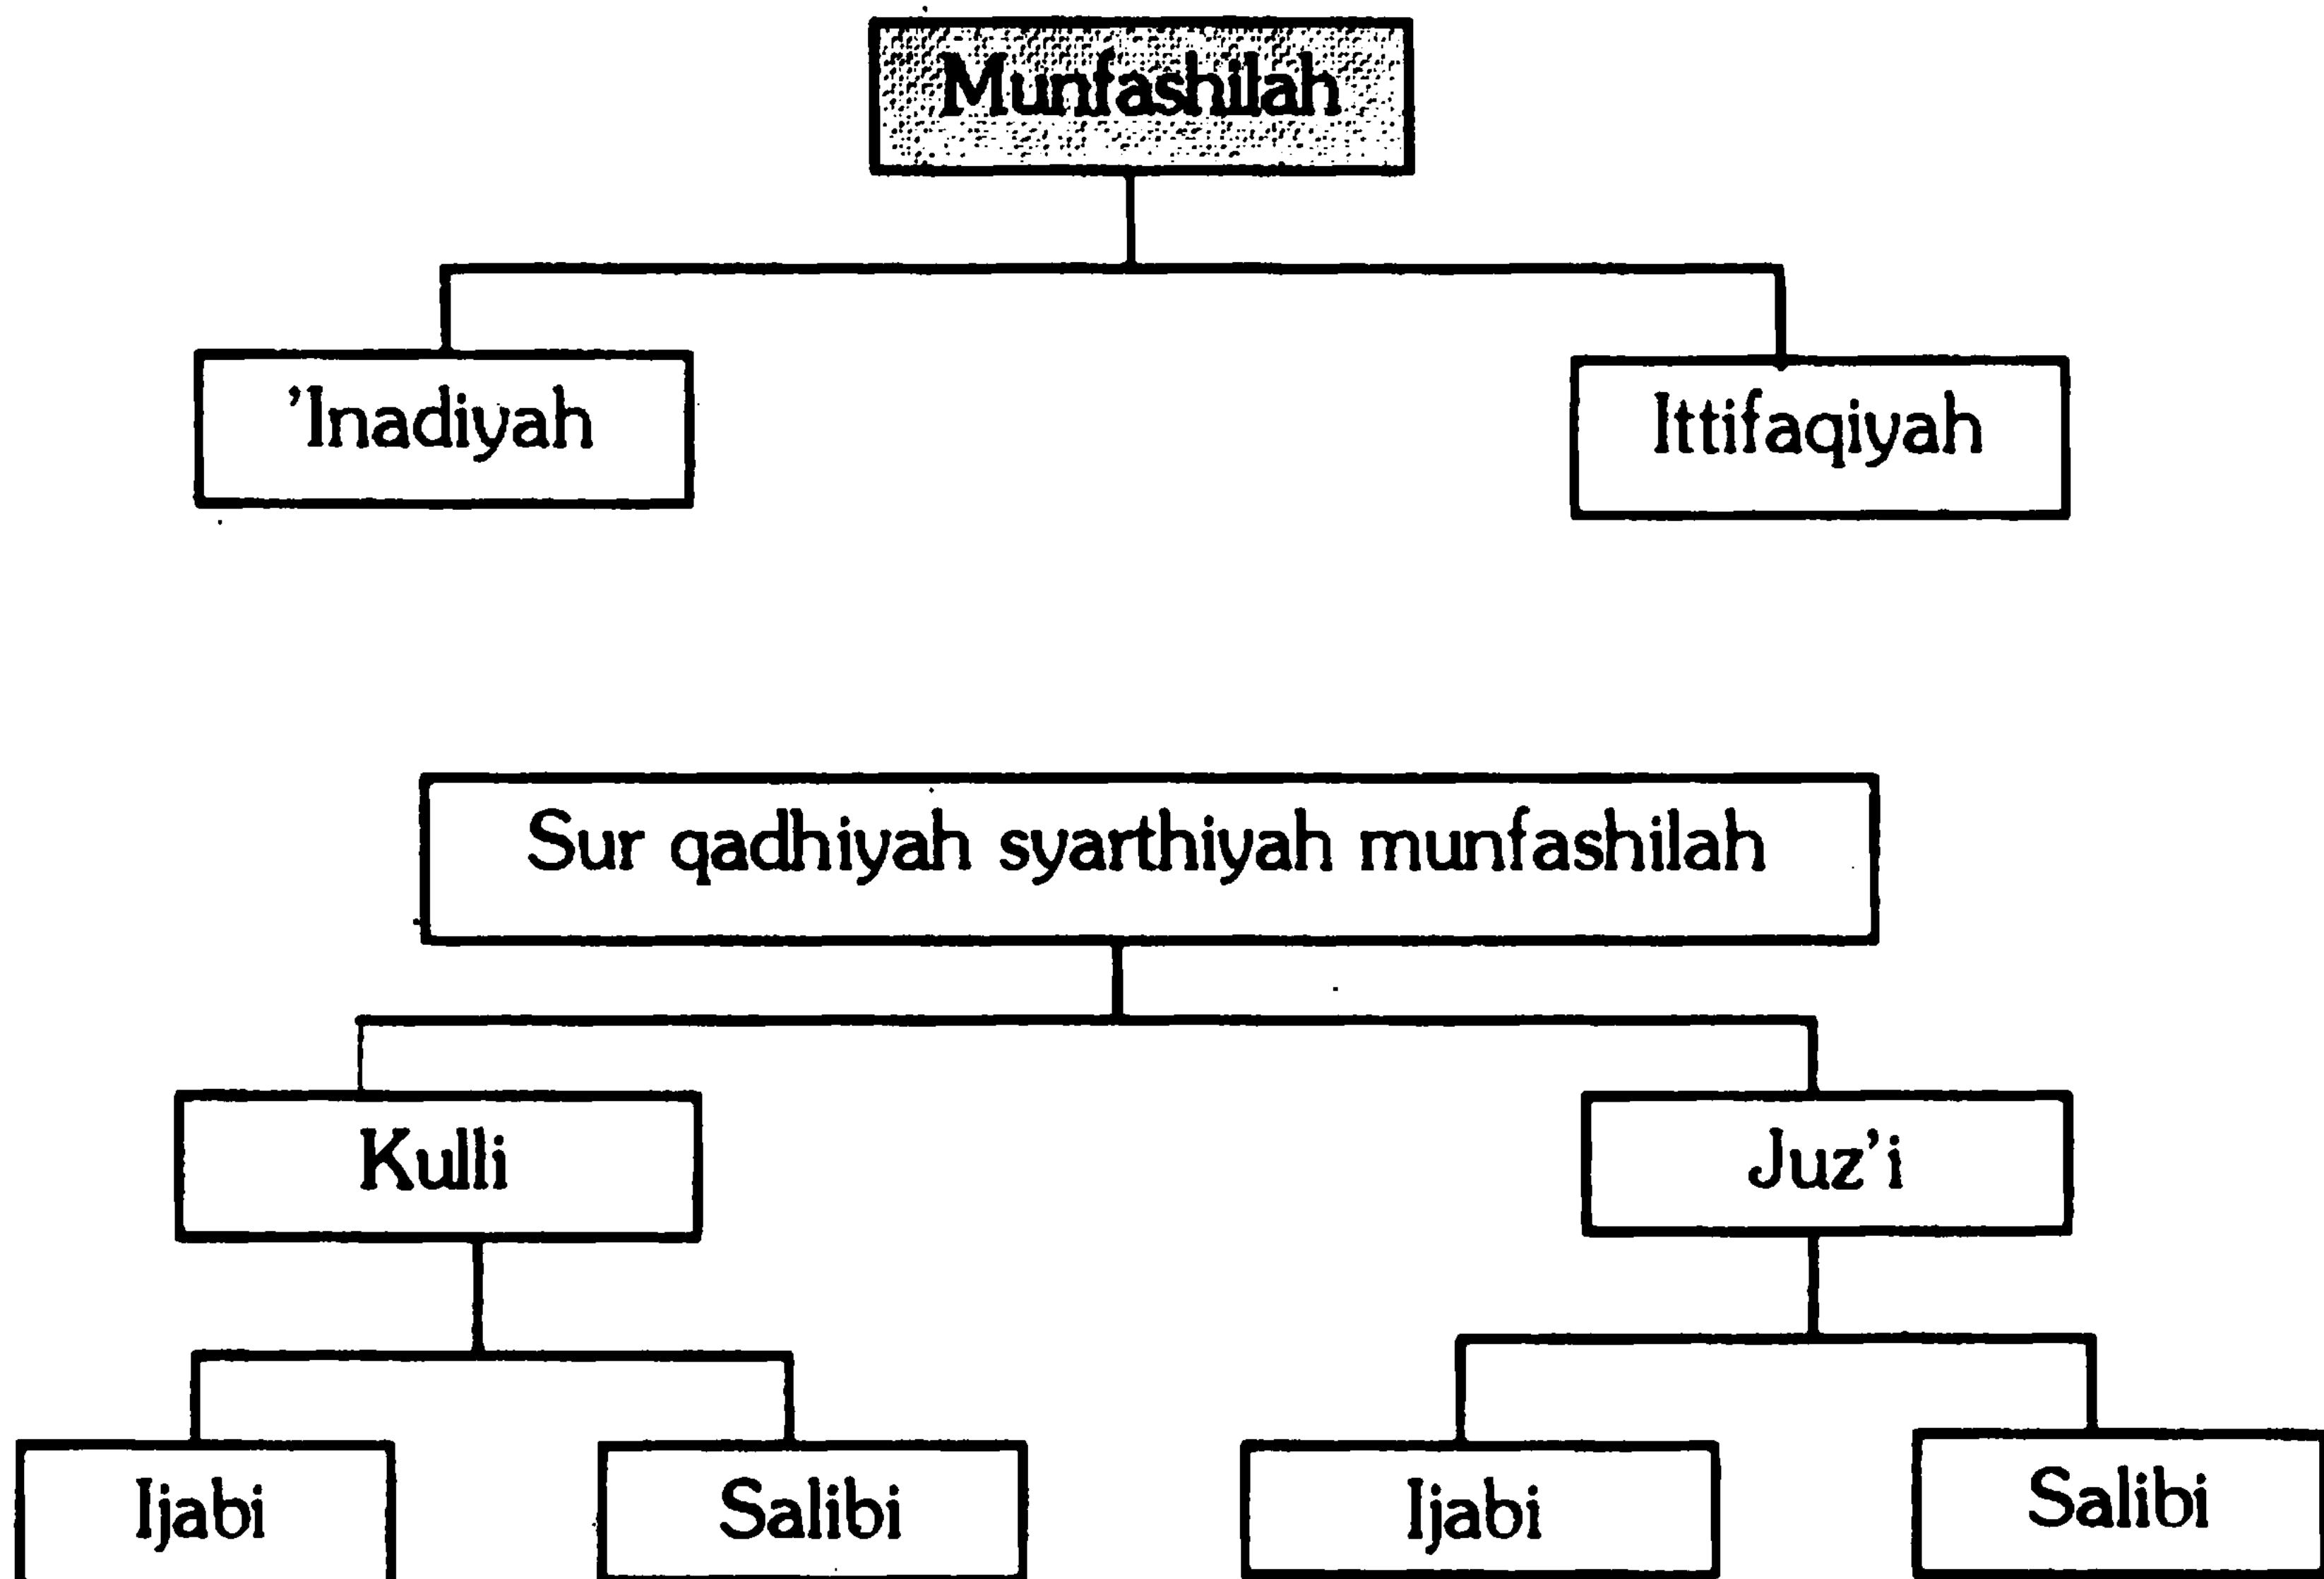 Munfashilah
'Inadiyah
Ittifaqiyah
Sur qadhiyah syarthiyah munfashilah
Kulli
Juz'i
Ijabi
Salibi
Ijabi
Salibi